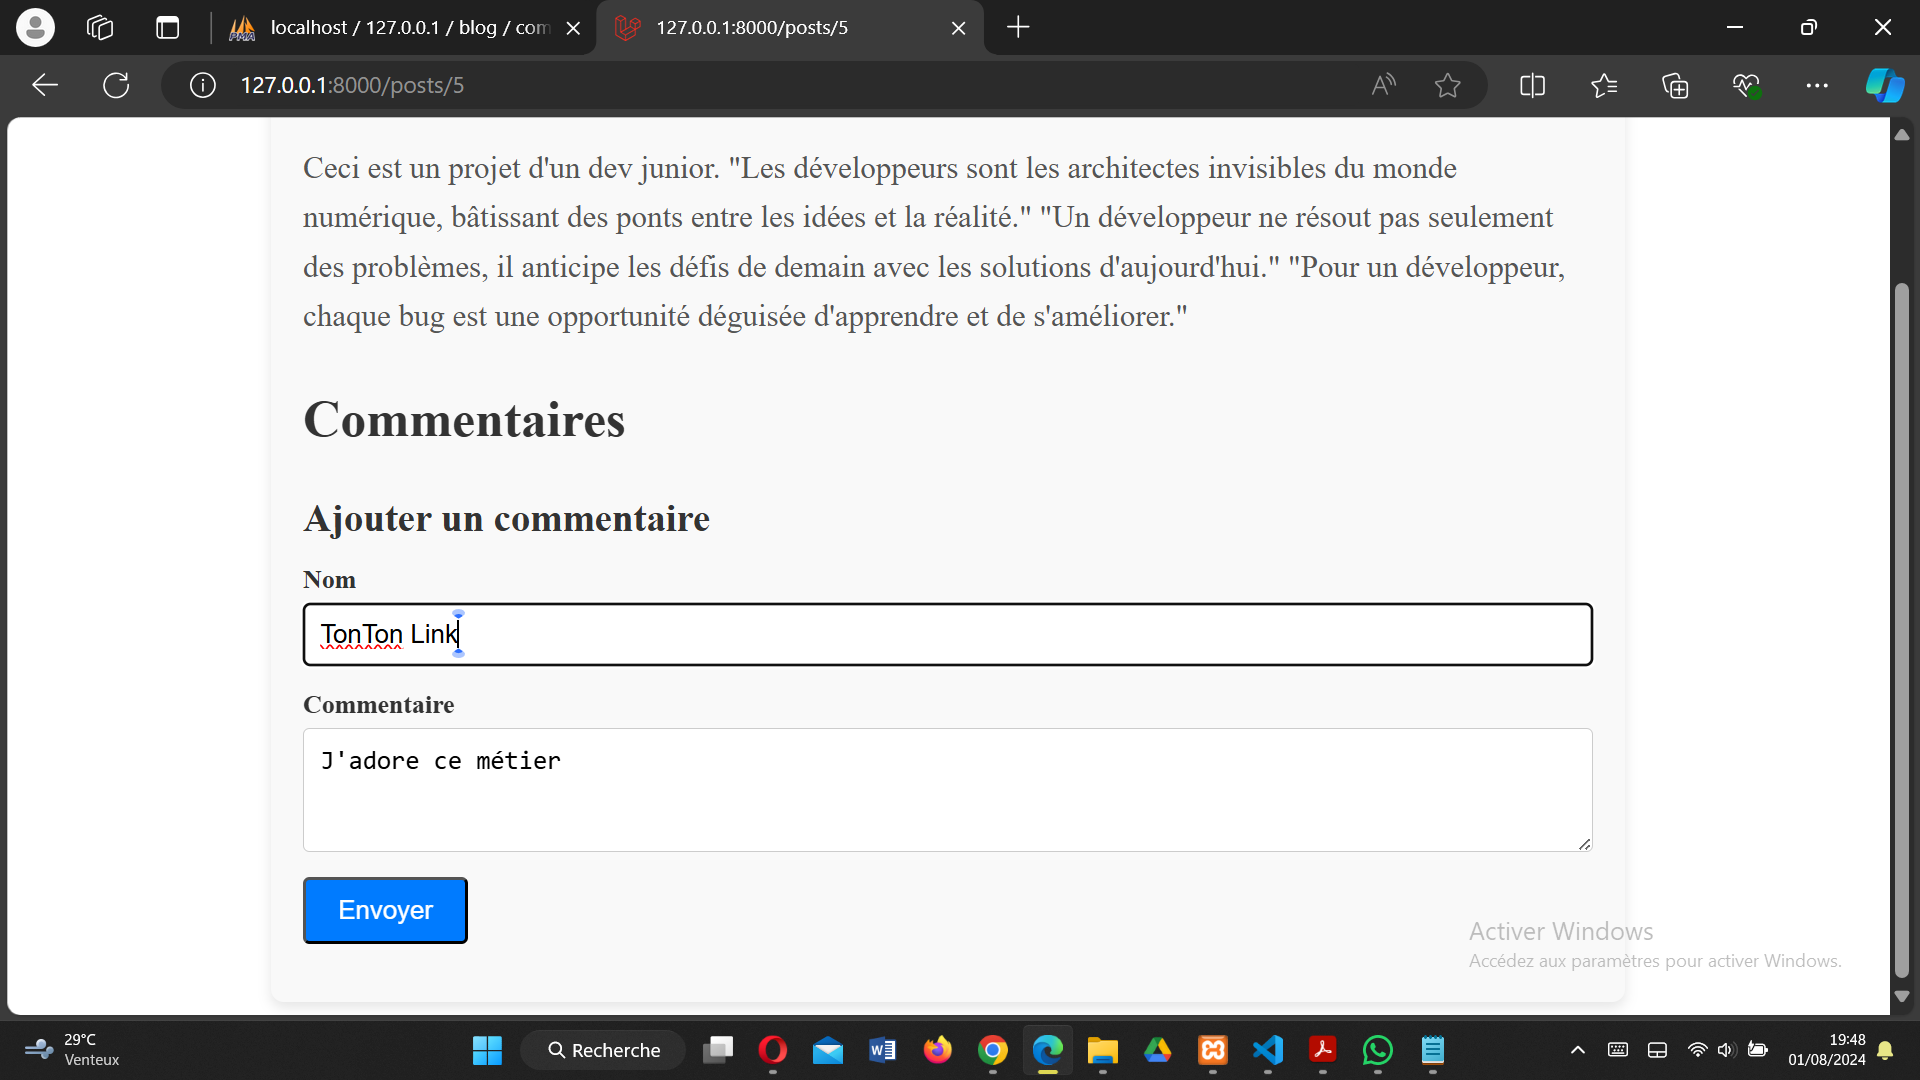 localhost / 127.0.0.1 / blog / com
127.0.0.1:8000/posts/5
127.0.0.1:8000/posts/5
Ceci est un projet d'un dev junior. "Les développeurs sont les architectes invisibles du monde
numérique, bâtissant des ponts entre les idées et la réalité." "Un développeur ne résout pas seulement
des problèmes, il anticipe les défis de demain avec les solutions d'aujourd'hui." "Pour un développeur,
chaque bug est une opportunité déguisée d'apprendre et de s'améliorer."
Commentaires
Ajouter un commentaire
Nom
TonTon Link
Commentaire
J'adore ce métier
Envoyer
Activer Windows
Accédez aux paramètres pour activer Windows.
29°C
Venteux
Recherche
19:48
01/08/2024